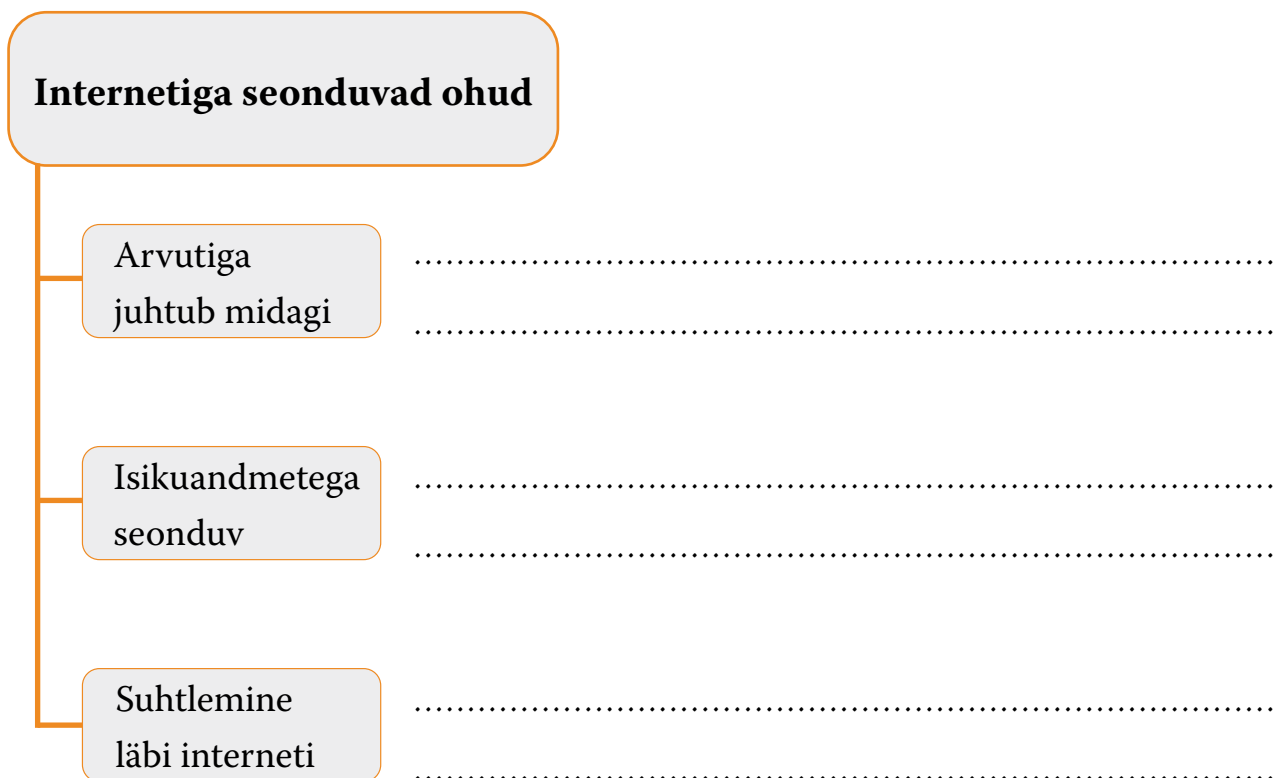 Internetiga seonduvad ohud
Arvutiga
juhtub midagi
Isikuandmetega
seonduv
Suhtlemine
läbi interneti